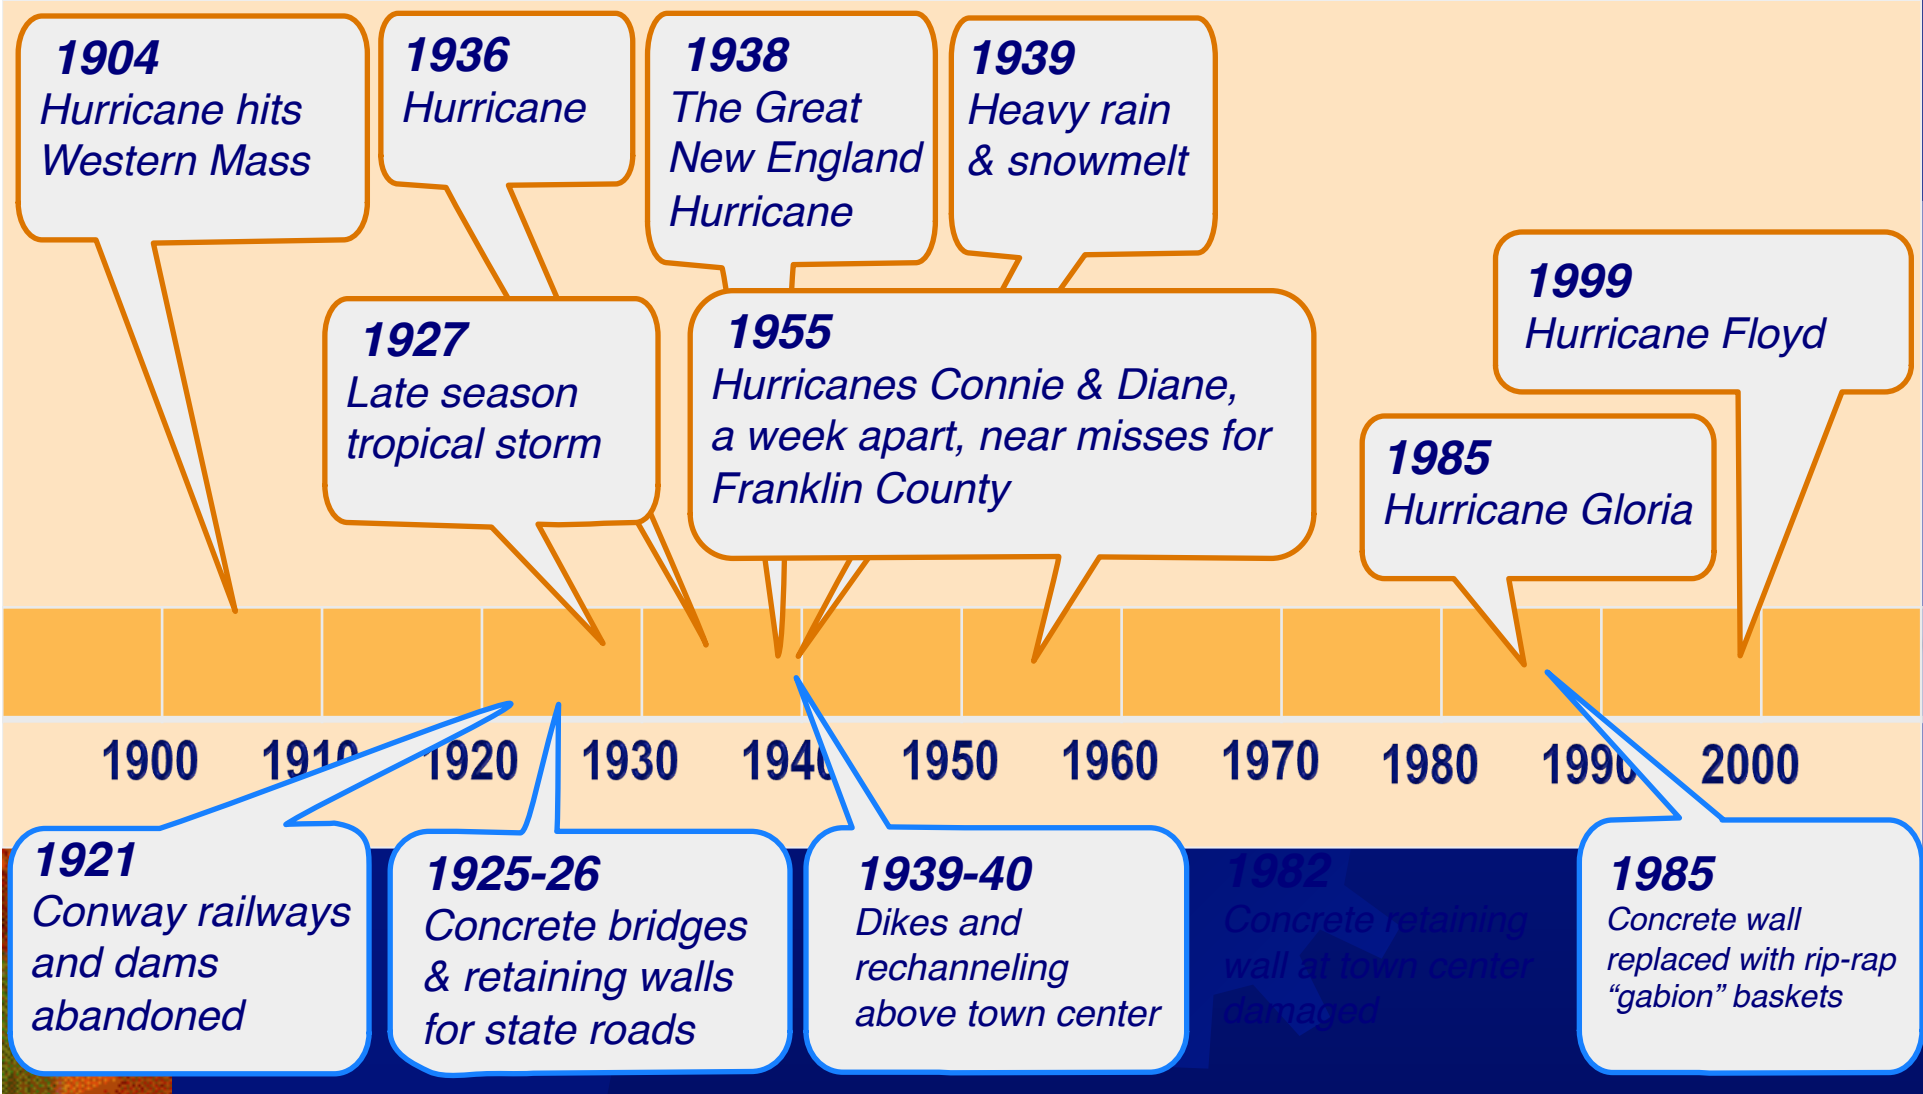 1904
Hurricane hits
Western Mass
1936
Hurricane
1938
The Great
New England
Hurricane
1939
Heavy rain
& snowmelt
1927
Late season
tropical storm
1955
Hurricanes Connie & Diane,
a week apart, near misses for
Franklin County
1999
Hurricane Floyd
1985
Hurricane Gloria
1900 1910 1920 1930 1940 1950 1960 1970 1980 1990 2000
1921
Conway railways
and dams
abandoned
1925-26
Concrete bridges
& retaining walls
for state roads
1939-40
Dikes and
rechanneling
above town center
1982
Concrete retaining
wall at town center
damaged
1985
Concrete wall
replaced with rip-rap
“gabion” baskets